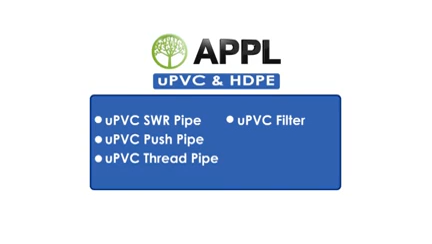 APPL
uPVC & HDPE
uPVC SWR Pipe
uPVC Push Pipe
uPVC Thread Pipe
uPVC Filter